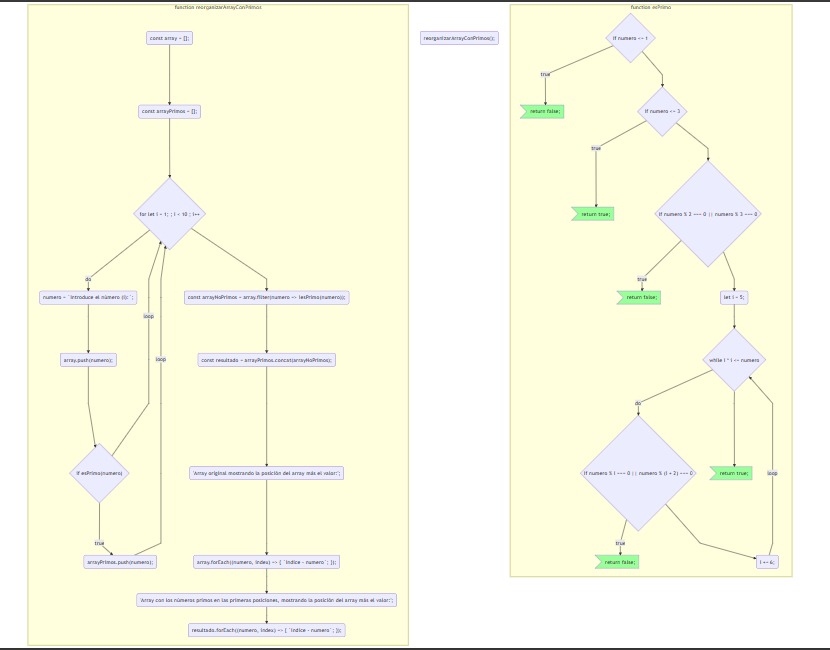 function reorganizarArrayConPrimos
const array = [];
const arrayPrimos = [];
for let i = 1; ; i < 10 ; i++
do
numero = `Introduce el número (i):`;
array.push(numero);
loop
loop
if esPrimo(numero)
true
arrayPrimos.push(numero);
const arrayNoPrimos = array.filter(numero => !esPrimo(numero));
const resultado = arrayPrimos.concat(arrayNoPrimos);
'Array original mostrando la posición del array más el valor:';
array.forEach((numero, index) => { `indice - numero`; });
'Array con los números primos en las primeras posiciones, mostrando la posición del array más el valor:';
resultado.forEach((numero, index) => { `indice - numero`; });
reorganizarArrayConPrimos();
function esPrimo
if numero <= 1
true
return false;
if numero <= 3
true
return true;
if numero % 2 === 0 || numero % 3 === 0
true
return false;
let i = 5;
while i * i <= numero
do
if numero % i === 0 || numero % (i + 2) === 0
return true;
loop
true
return false;
i += 6;